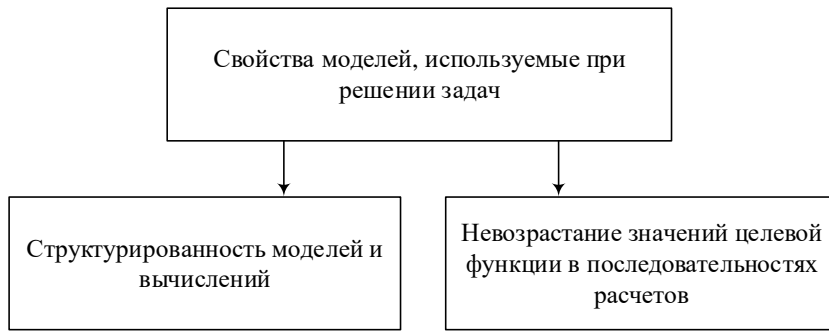 Свойства моделей, используемые при
решении задач
Структурированность моделей и
вычислений
Невозрастание значений целевой
функции в последовательностях
расчетов